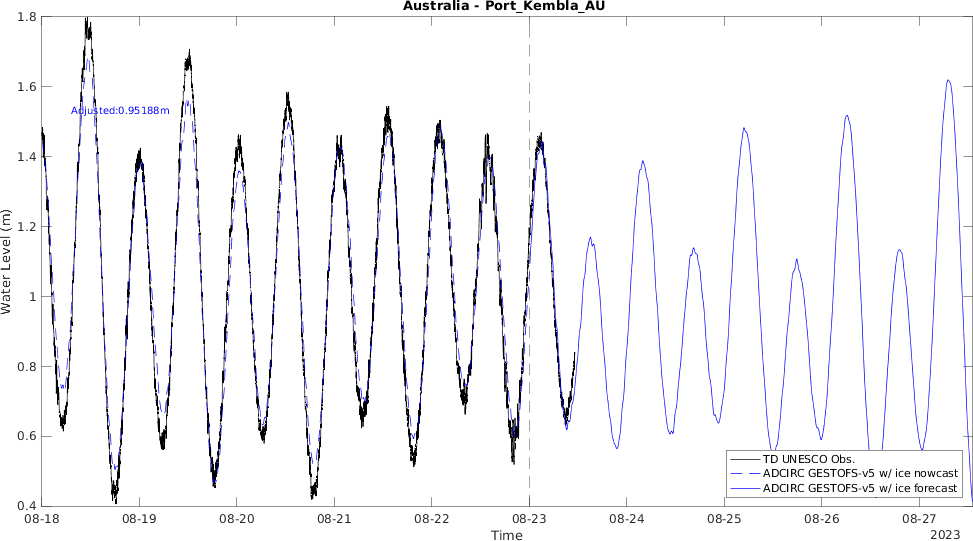 Australia - Port_Kembla_AU
1.8
1.6
1.4
1.2
1
0.8
0.6
0.4
Water Level (m)
Adjusted:0.95188m
TD UNESCO Obs.
ADCIRC GESTOFS-v5 w/ ice nowcast
ADCIRC GESTOFS-v5 w/ ice forecast
08-18 08-19 08-20 08-21 08-22 08-23 08-24 08-25 08-26 08-27
Time
2023